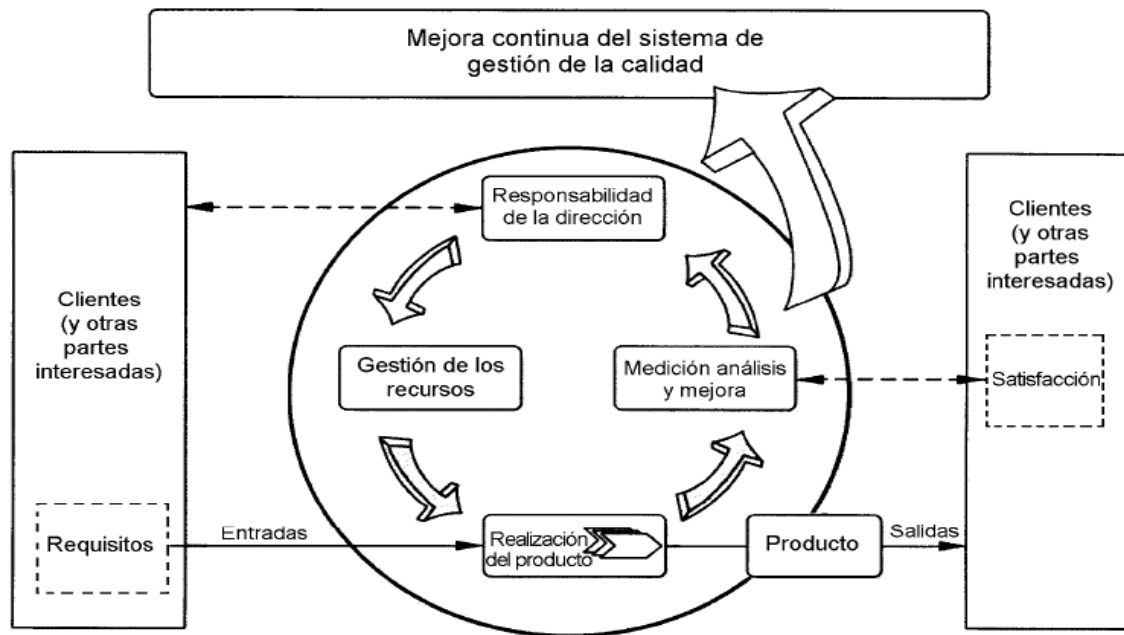 Mejora continua del sistema de
gestión de la calidad
Responsabilidad
de la dirección
Clientes
(y otras
partes
interesadas)
Clientes
(y otras
partes
interesadas)
Gestión de los
recursos
Medición análisis
y mejora
Satisfacción
Requisitos
Entradas
Realización
del producto
Producto
Salidas